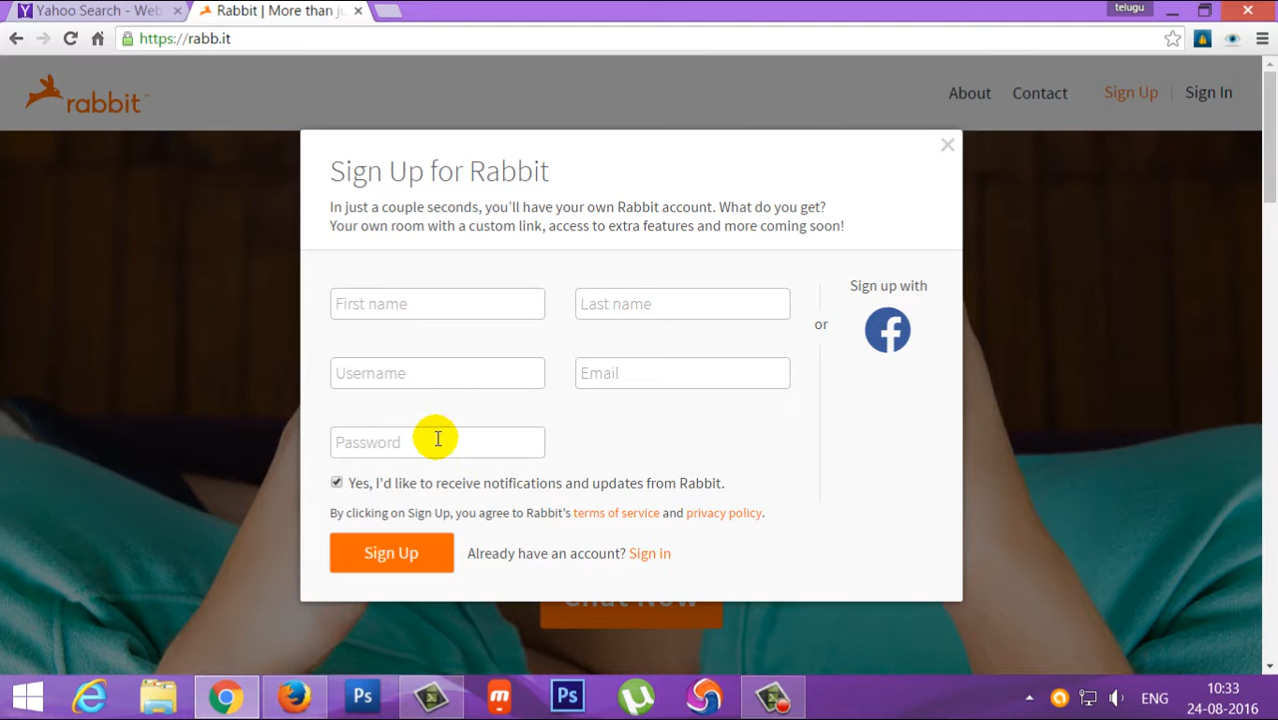 Yahoo Search - Web
Rabbit | More than ju
telugu
https://rabb.it
rabbit™
About
Contact
Sign Up
Sign In
Sign Up for Rabbit
In just a couple seconds, you'll have your own Rabbit account. What do you get?
Your own room with a custom link, access to extra features and more coming soon!
First name
Last name
Sign up with
or
Username
Email
Password
Yes, I'd like to receive notifications and updates from Rabbit.
By clicking on Sign Up, you agree to Rabbit's terms of service and privacy policy.
Sign Up
Already have an account? Sign in
Chat Now
Ps
Ps
ENG
10:33
24-08-2016